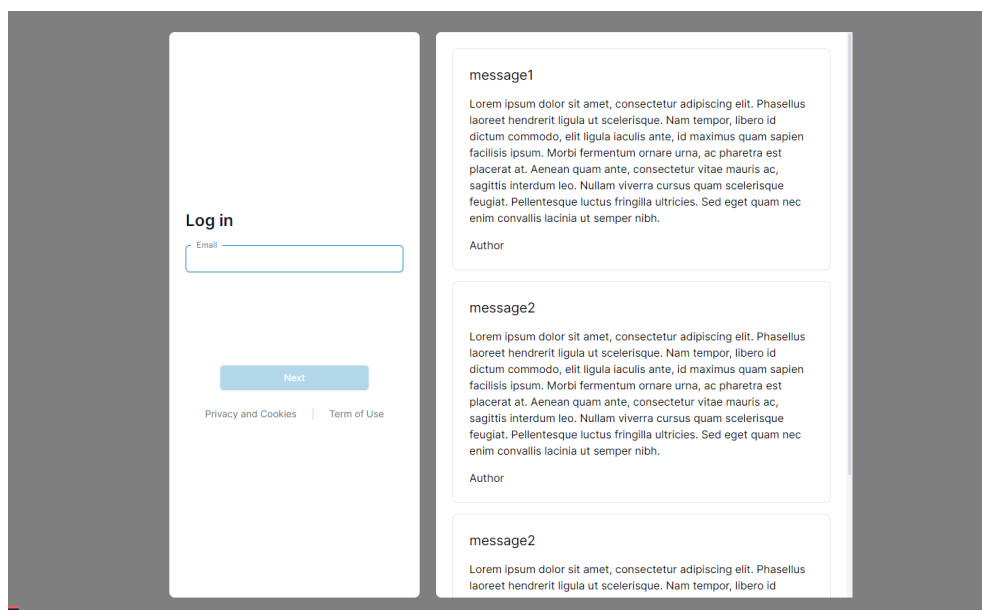 Log in
Email
Next
Privacy and Cookies
Term of Use
message1
Lorem ipsum dolor sit amet, consectetur adipiscing elit. Phasellus
laoreet hendrerit ligula ut scelerisque. Nam tempor, libero id
dictum commodo, elit ligula iaculis ante, id maximus quam sapien
facilisis ipsum. Morbi fermentum ornare urna, ac pharetra est
placerat at. Aenean quam ante, consectetur vitae mauris ac,
sagittis interdum leo. Nullam viverra cursus quam scelerisque
feugiat. Pellentesque luctus fringilla ultricies. Sed eget quam nec
enim convallis lacinia ut semper nibh.
Author
message2
Lorem ipsum dolor sit amet, consectetur adipiscing elit. Phasellus
laoreet hendrerit ligula ut scelerisque. Nam tempor, libero id
dictum commodo, elit ligula iaculis ante, id maximus quam sapien
facilisis ipsum. Morbi fermentum ornare urna, ac pharetra est
placerat at. Aenean quam ante, consectetur vitae mauris ac,
sagittis interdum leo. Nullam viverra cursus quam scelerisque
feugiat. Pellentesque luctus fringilla ultricies. Sed eget quam nec
enim convallis lacinia ut semper nibh.
Author
message2
Lorem ipsum dolor sit amet, consectetur adipiscing elit. Phasellus
laoreet hendrerit ligula ut scelerisque. Nam tempor, libero id